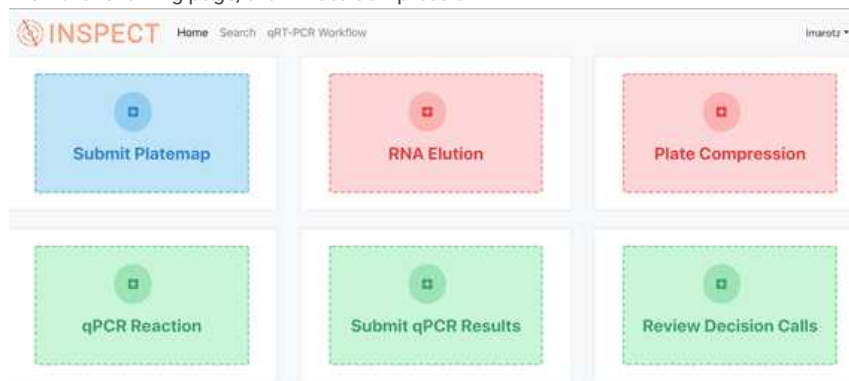 INSPECT Home Search qRT-PCR Workflow lmarotz
Submit Platemap RNA Elution Plate Compression
qPCR Reaction Submit qPCR Results Review Decision Calls